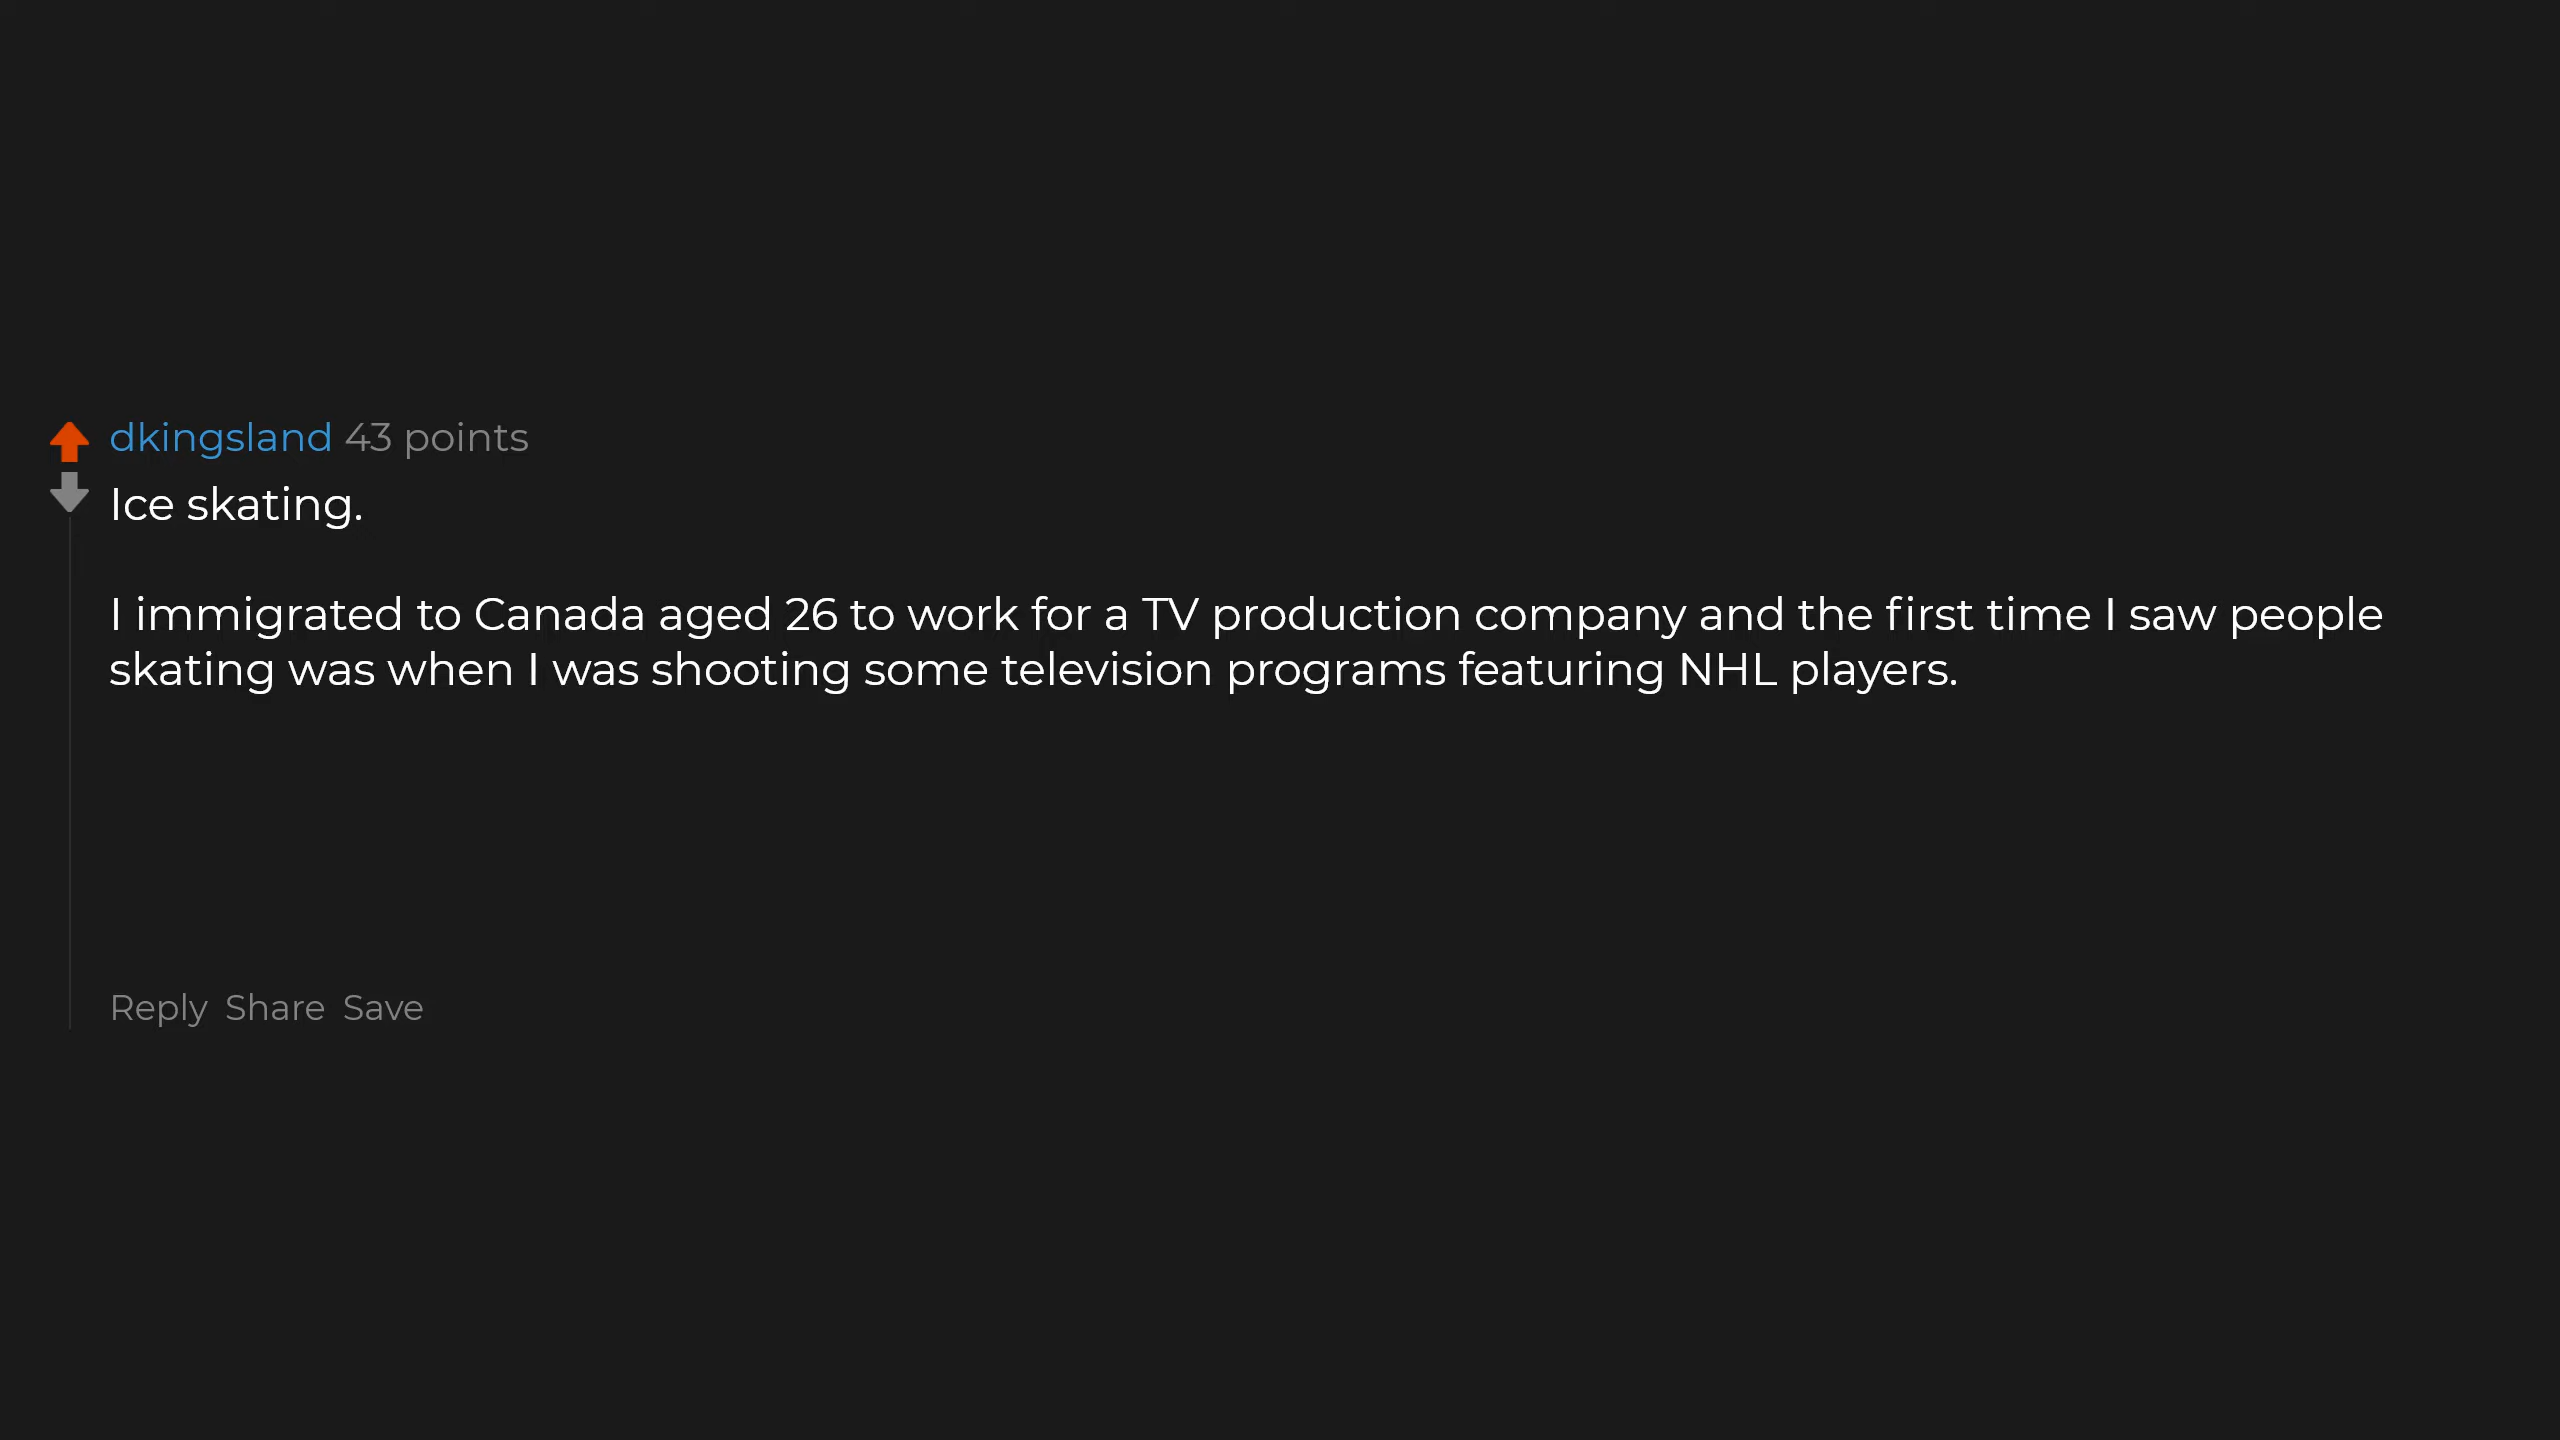 dkingsland 43 points
Ice skating.
I immigrated to Canada aged 26 to work for a TV production company and the first time I saw people
skating was when I was shooting some television programs featuring NHL players.
Reply Share Save